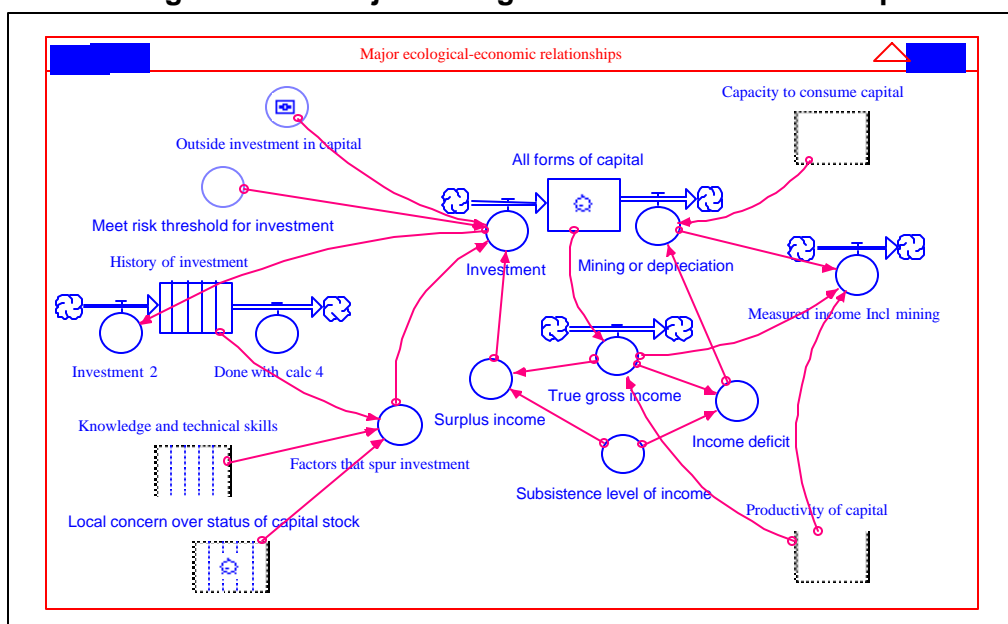 Major ecological-economic relationships
Capacity to consume capital
Outside investment in capital
All forms of capital
Meet risk threshold for investment
History of investment
Investment
Mining or depreciation
Measured income Incl mining
Investment 2
Done with calc 4
True gross income
Surplus income
Knowledge and technical skills
Income deficit
Factors that spur investment
Subsistence level of income
Productivity of capital
Local concern over status of capital stock